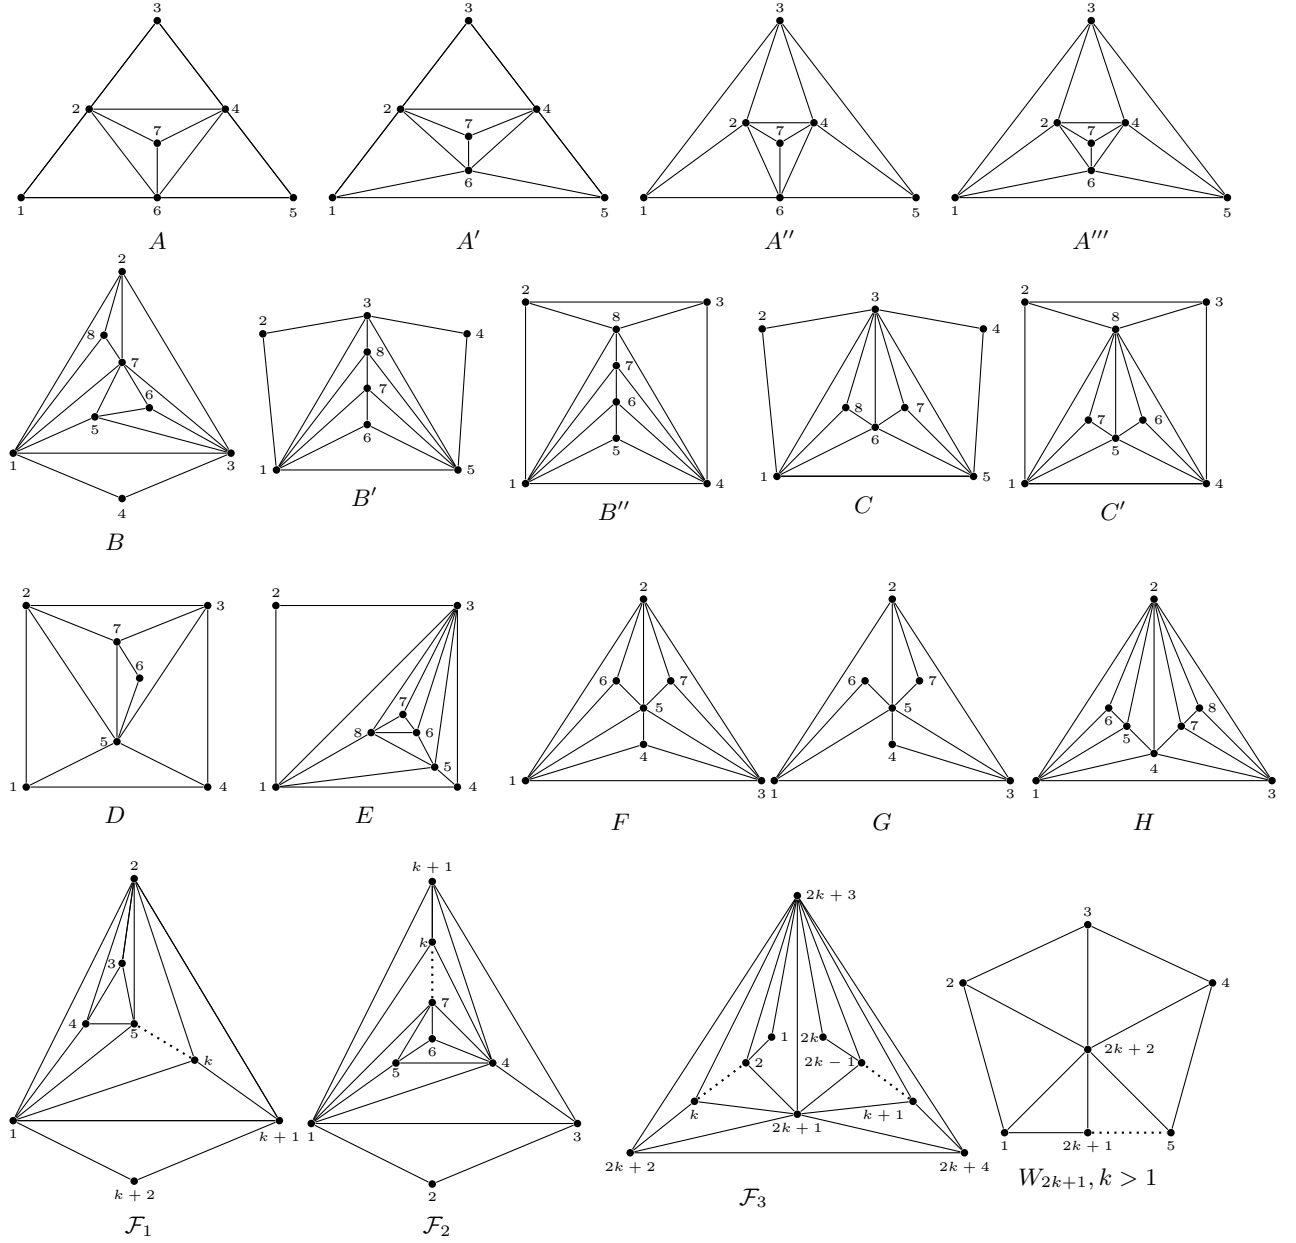 3 3 3 3
2 4 2 4 2 4 2 4
7 7 7 7
6
6
1 6 5 1 5 1 6 5 1 5
A A′ A″ A‴
2
3 2 3 3 2 3
2 4 8 2 4 8
8 8
7 7 7
6 6 8 7 7 6
5 6 5 6 5
1 3 1 5 1 4 1 5 1 4
4
B B′ B″ C C′
2 3 2 3 2 2 2
7
6 6 7 6 7
7 5 5 6 8
5 8 6 5 7
5 4 4 4
1 4 1 4 1 3 1 3 1 3
D E F G H
2 k + 1
2k + 3 3
k
3 2 4
4 5 7 1 2k 2k + 2
6 2 2k − 1
k 5 4
k k + 1
1 k + 1 1 3 2k + 1 1 2k + 1 5
2k + 2 2k + 4
k + 2 2
W2k+1, k > 1
ℱ1 ℱ2 ℱ3